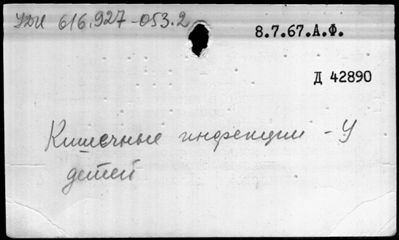 УДК 616.927-053.2
8.7.67.А.Ф.
Д 42890
Кишечные инфекции - У
детей